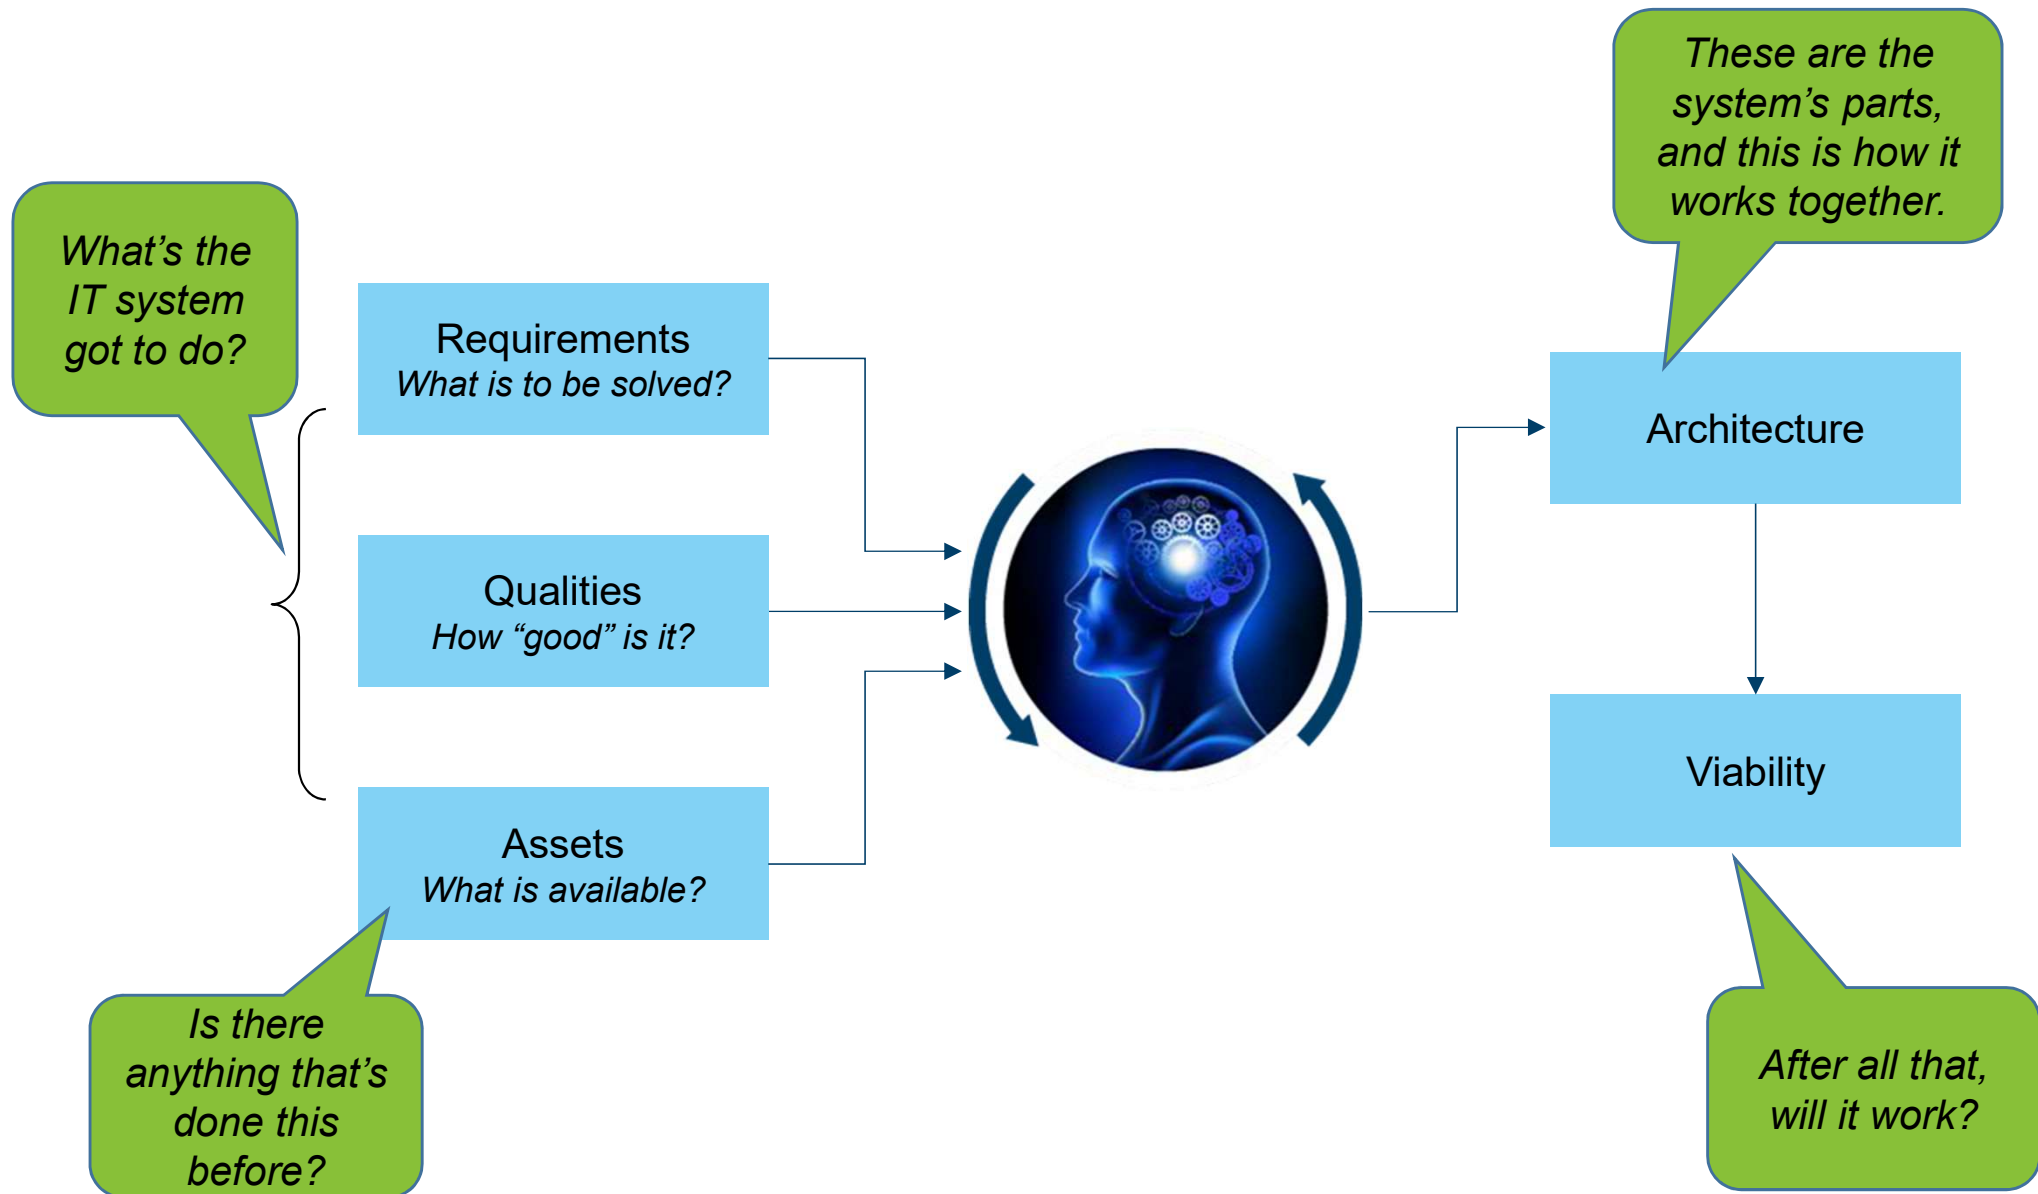 What’s the
IT system
got to do?
Requirements
What is to be solved?
Qualities
How “good” is it?
Assets
What is available?
Is there
anything that’s
done this
before?
These are the
system’s parts,
and this is how it
works together.
Architecture
Viability
After all that,
will it work?